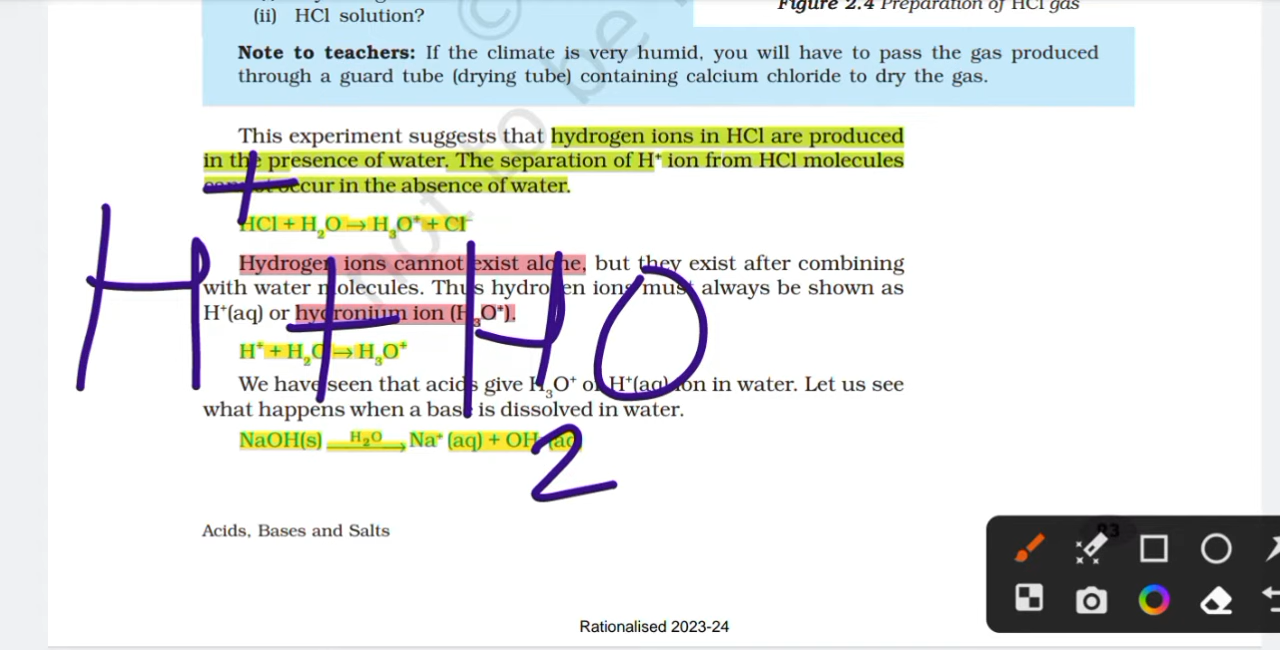 (ii) HCl solution?
Figure 2.4 Preparation of HCl gas
Note to teachers: If the climate is very humid, you will have to pass the gas produced
through a guard tube (drying tube) containing calcium chloride to dry the gas.
This experiment suggests that hydrogen ions in HCl are produced
in the presence of water. The separation of H⁺ ion from HCl molecules
cannot occur in the absence of water.
HCl + H₂O → H₃O⁺ + Cl⁻
Hydrogen ions cannot exist alone, but they exist after combining
with water molecules. Thus hydrogen ions must always be shown as
H⁺(aq) or hydronium ion (H₃O⁺).
H⁺ + H₂O → H₃O⁺
We have seen that acids give H₃O⁺ or H⁺(aq) ion in water. Let us see
what happens when a base is dissolved in water.
NaOH(s) H₂O → Na⁺ (aq) + OH⁻ (aq)
H⁺ + H₂O
Acids, Bases and Salts
23
Rationalised 2023-24
© not to be